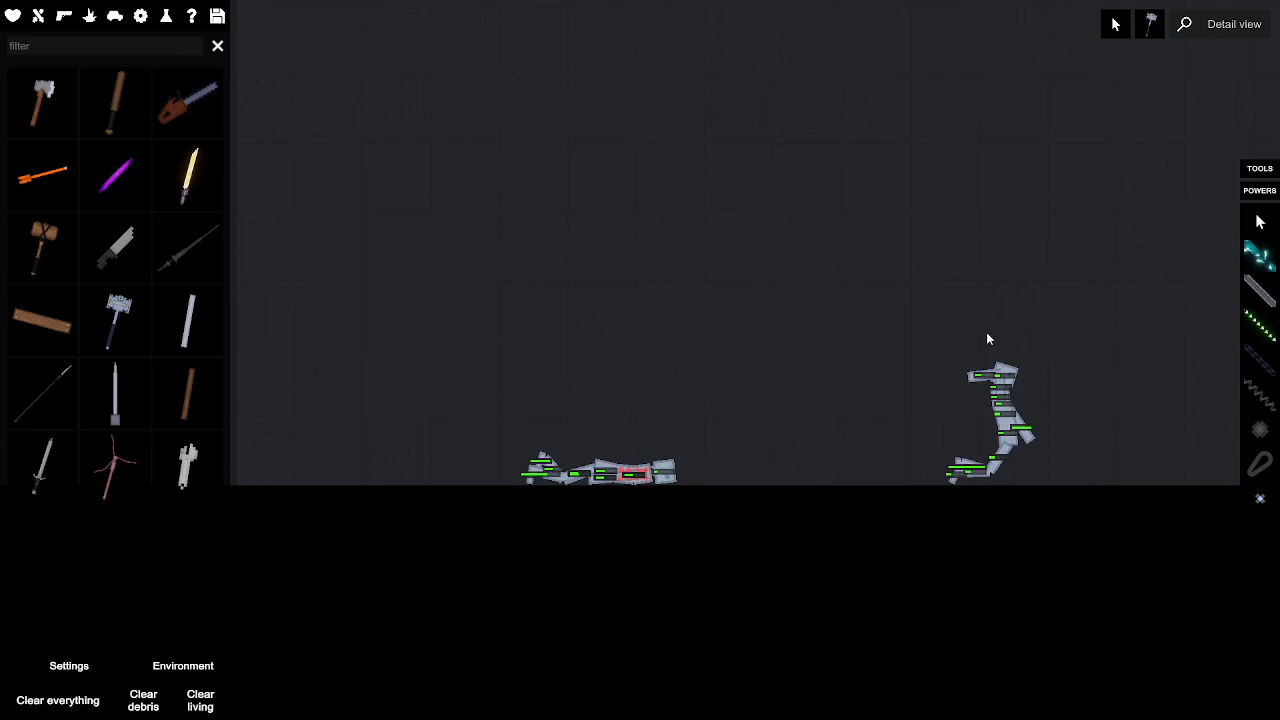 filter
Detail view
TOOLS
POWERS
Settings
Environment
Clear everything
Clear debris
Clear living